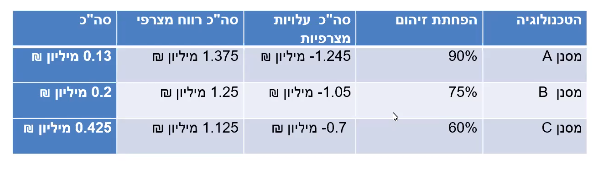 הטכנולוגיה הפחתת זיהום סה"כ עלויות מצרפיות סה"כ רווח מצרפי סה"כ
מסנן A 90% -1.245 מיליון ₪ 1.375 מיליון ₪ 0.13 מיליון ₪
מסנן B 75% -1.05 מיליון ₪ 1.25 מיליון ₪ 0.2 מיליון ₪
מסנן C 60% -0.7 מיליון ₪ 1.125 מיליון ₪ 0.425 מיליון ₪